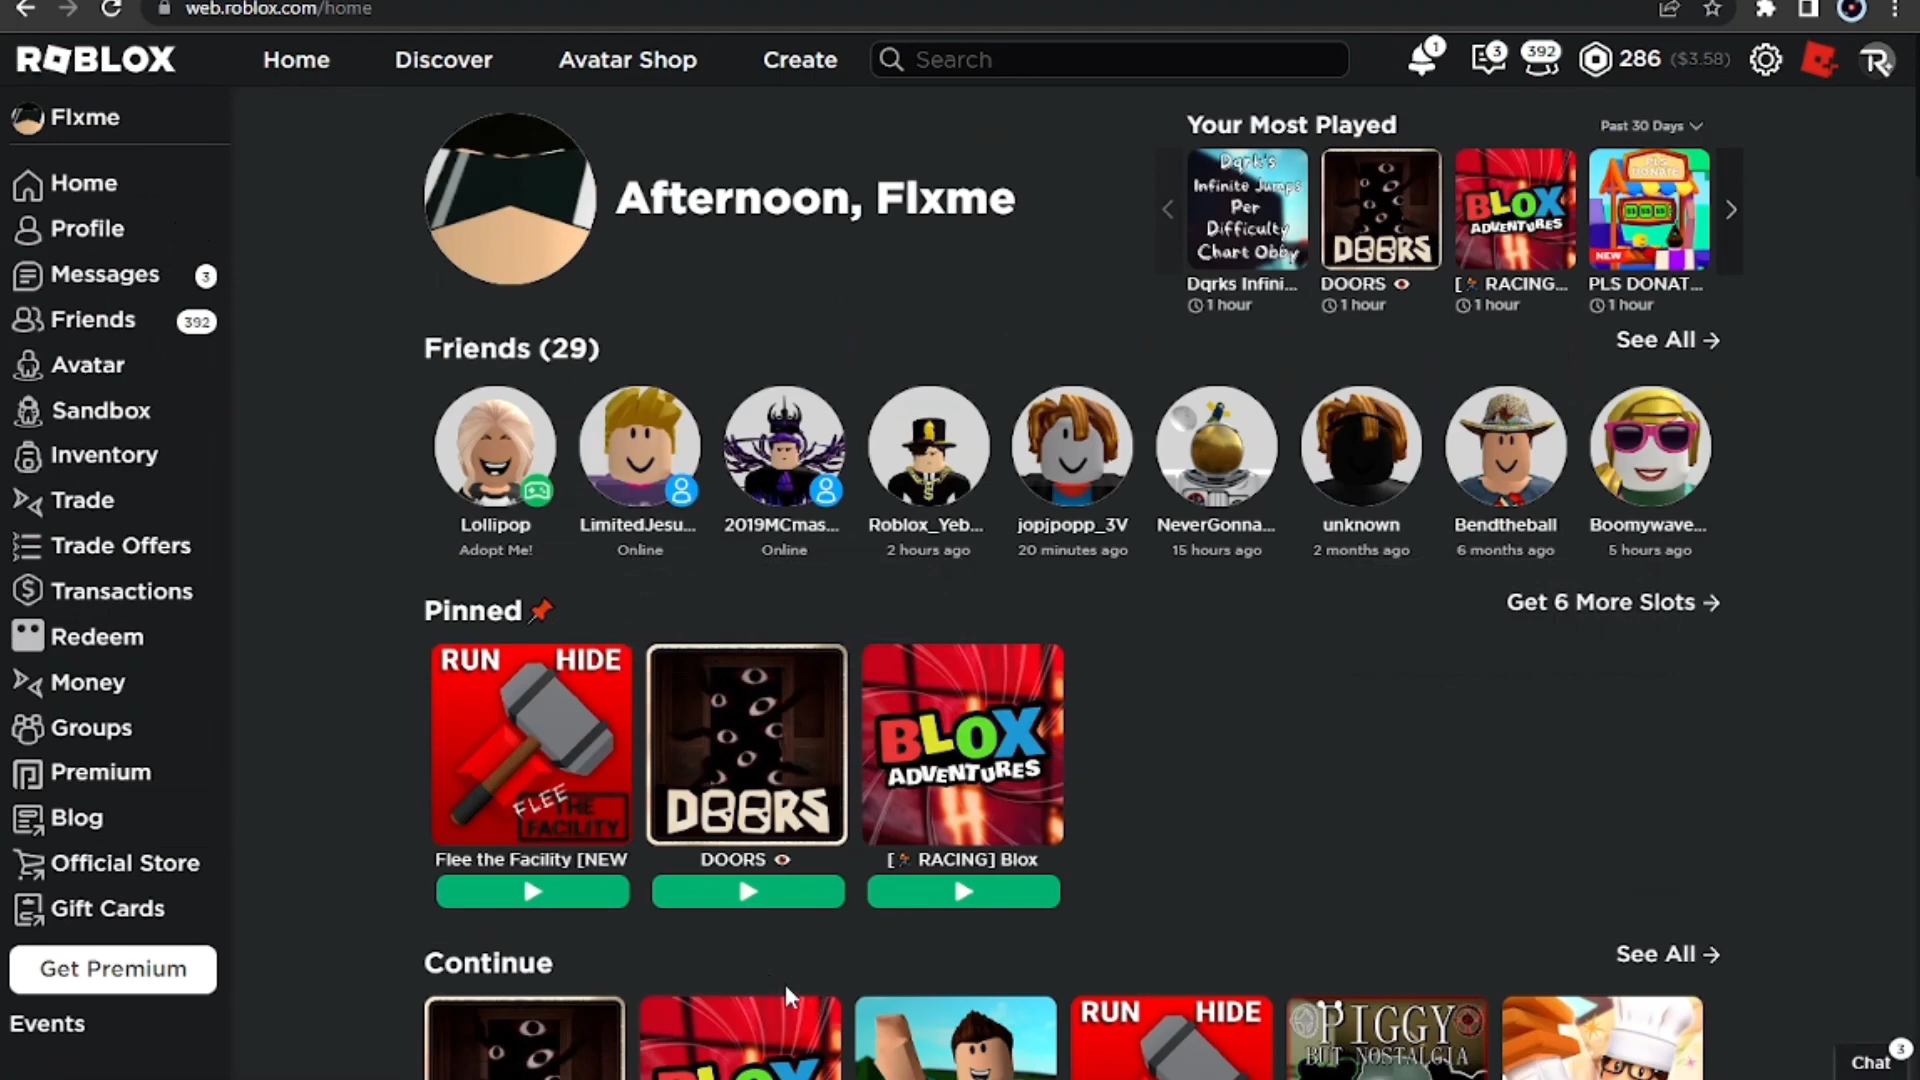 web.roblox.com/home
ROBLOX
Home
Discover
Avatar Shop
Create
Search
1
3
392
286 ($3.58)
Flxme
Home
Profile
Messages 3
Friends 392
Avatar
Sandbox
Inventory
Trade
Trade Offers
Transactions
Redeem
Money
Groups
Premium
Blog
Official Store
Gift Cards
Get Premium
Events
Afternoon, Flxme
Your Most Played
Past 30 Days
Dqrk's
Infinite Jumps
Per
Difficulty
Chart Obby
DOORS
BLOX
ADVENTURES
PLS
DONATE
NEW
Dqrks Infini...
DOORS
[ RACING...
PLS DONAT...
1 hour
1 hour
1 hour
1 hour
Friends (29)
See All →
Lollipop
LimitedJesu...
2019MCmas...
Roblox_Yeb...
jopjpopp_3V
NeverGonna...
unknown
Bendtheball
Boomywave...
Adopt Me!
Online
Online
2 hours ago
20 minutes ago
15 hours ago
2 months ago
6 months ago
5 hours ago
Pinned
Get 6 More Slots →
RUN HIDE
FLEE
THE
FACILITY
DOORS
BLOX
ADVENTURES
Flee the Facility [NEW
DOORS
[ RACING] Blox
Continue
See All →
BLOX
RUN HIDE
PIGGY
BUT NOSTALGIA
Chat 3